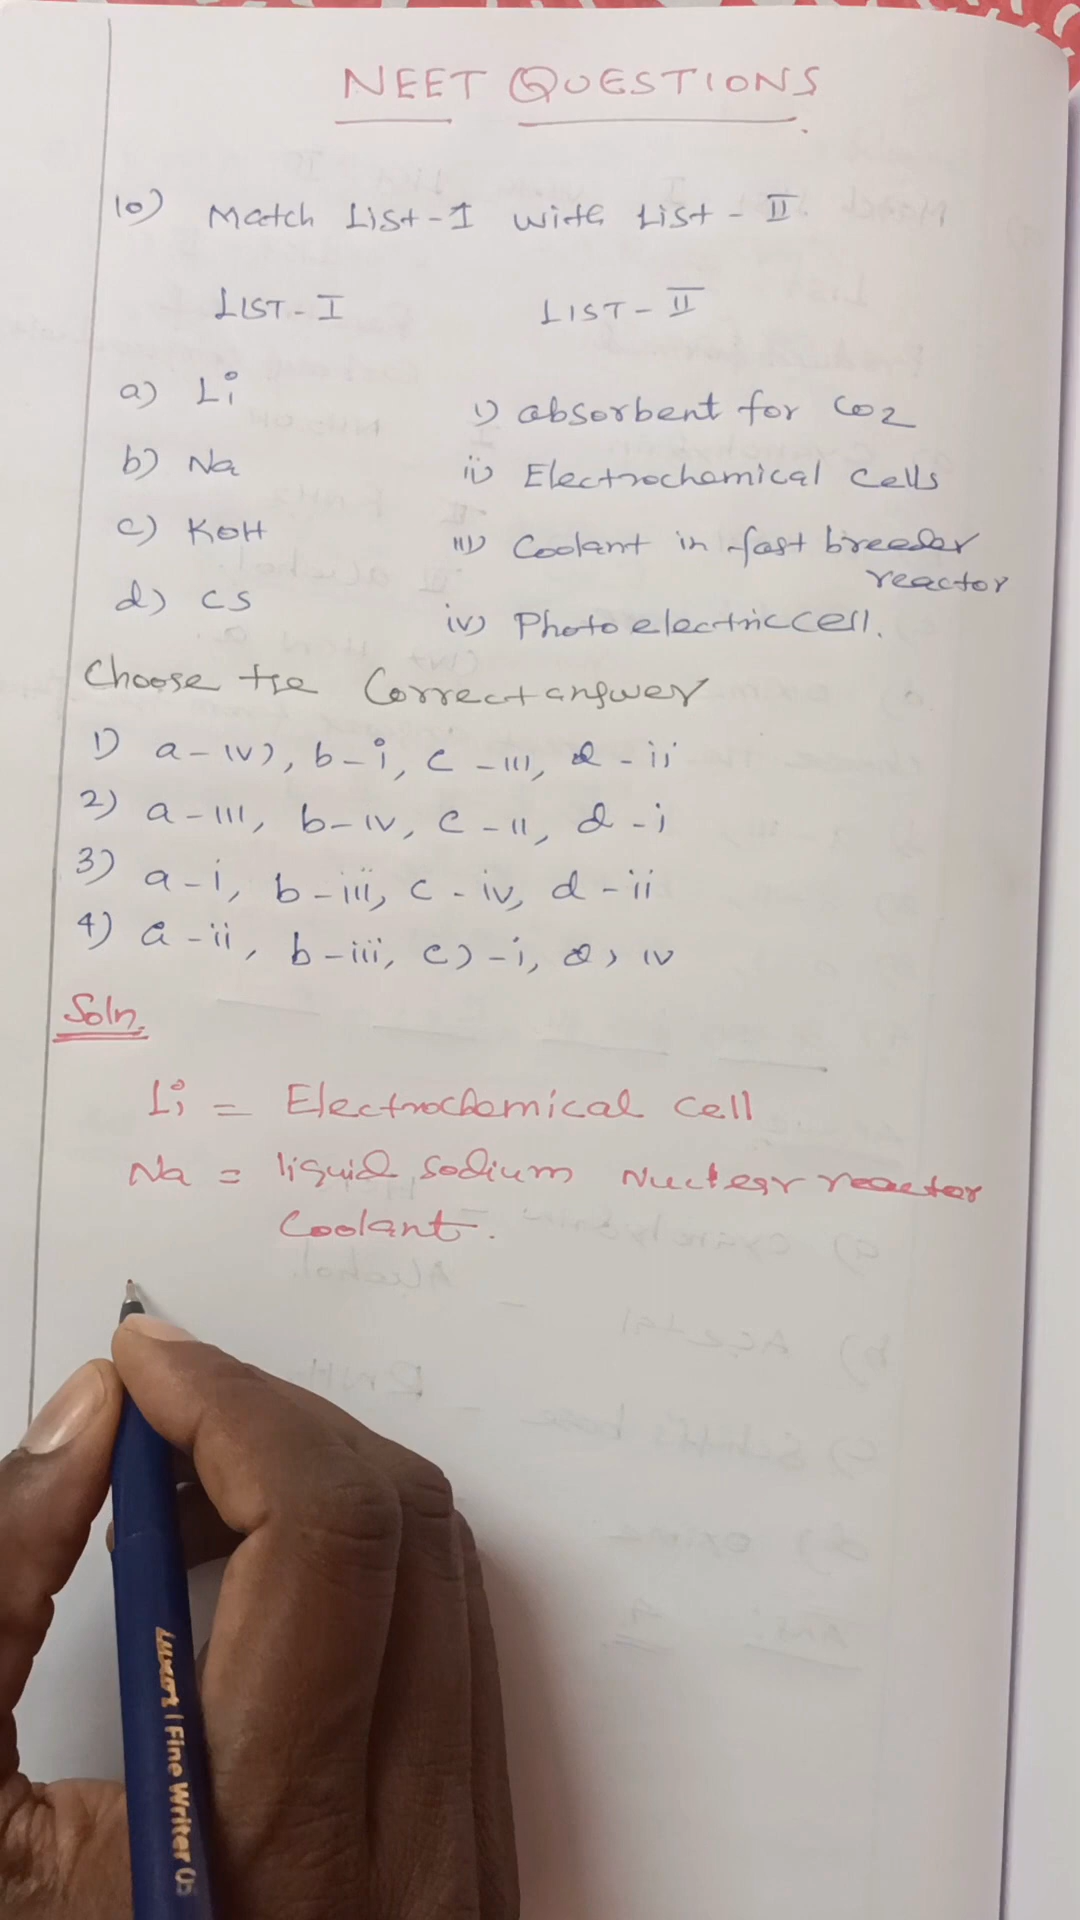 NEET QUESTIONS
10) Match List-I with List - II
LIST - I LIST - II
a) Li i) absorbent for CO2
b) Na ii) Electrochemical Cells
c) KOH iii) Coolant in fast breeder reactor
d) CS iv) Photo electric cell.
Choose the Correct answer
1) a - iv), b - i, c - iii, d - ii
2) a - iii, b - iv, c - ii, d - i
3) a - i, b - iii, c - iv, d - ii
4) a - ii, b - iii, c) - i, d) iv
Soln.
Li = Electrochemical cell
Na = liquid sodium Nuclear reactor
Coolant.
Fine Writer